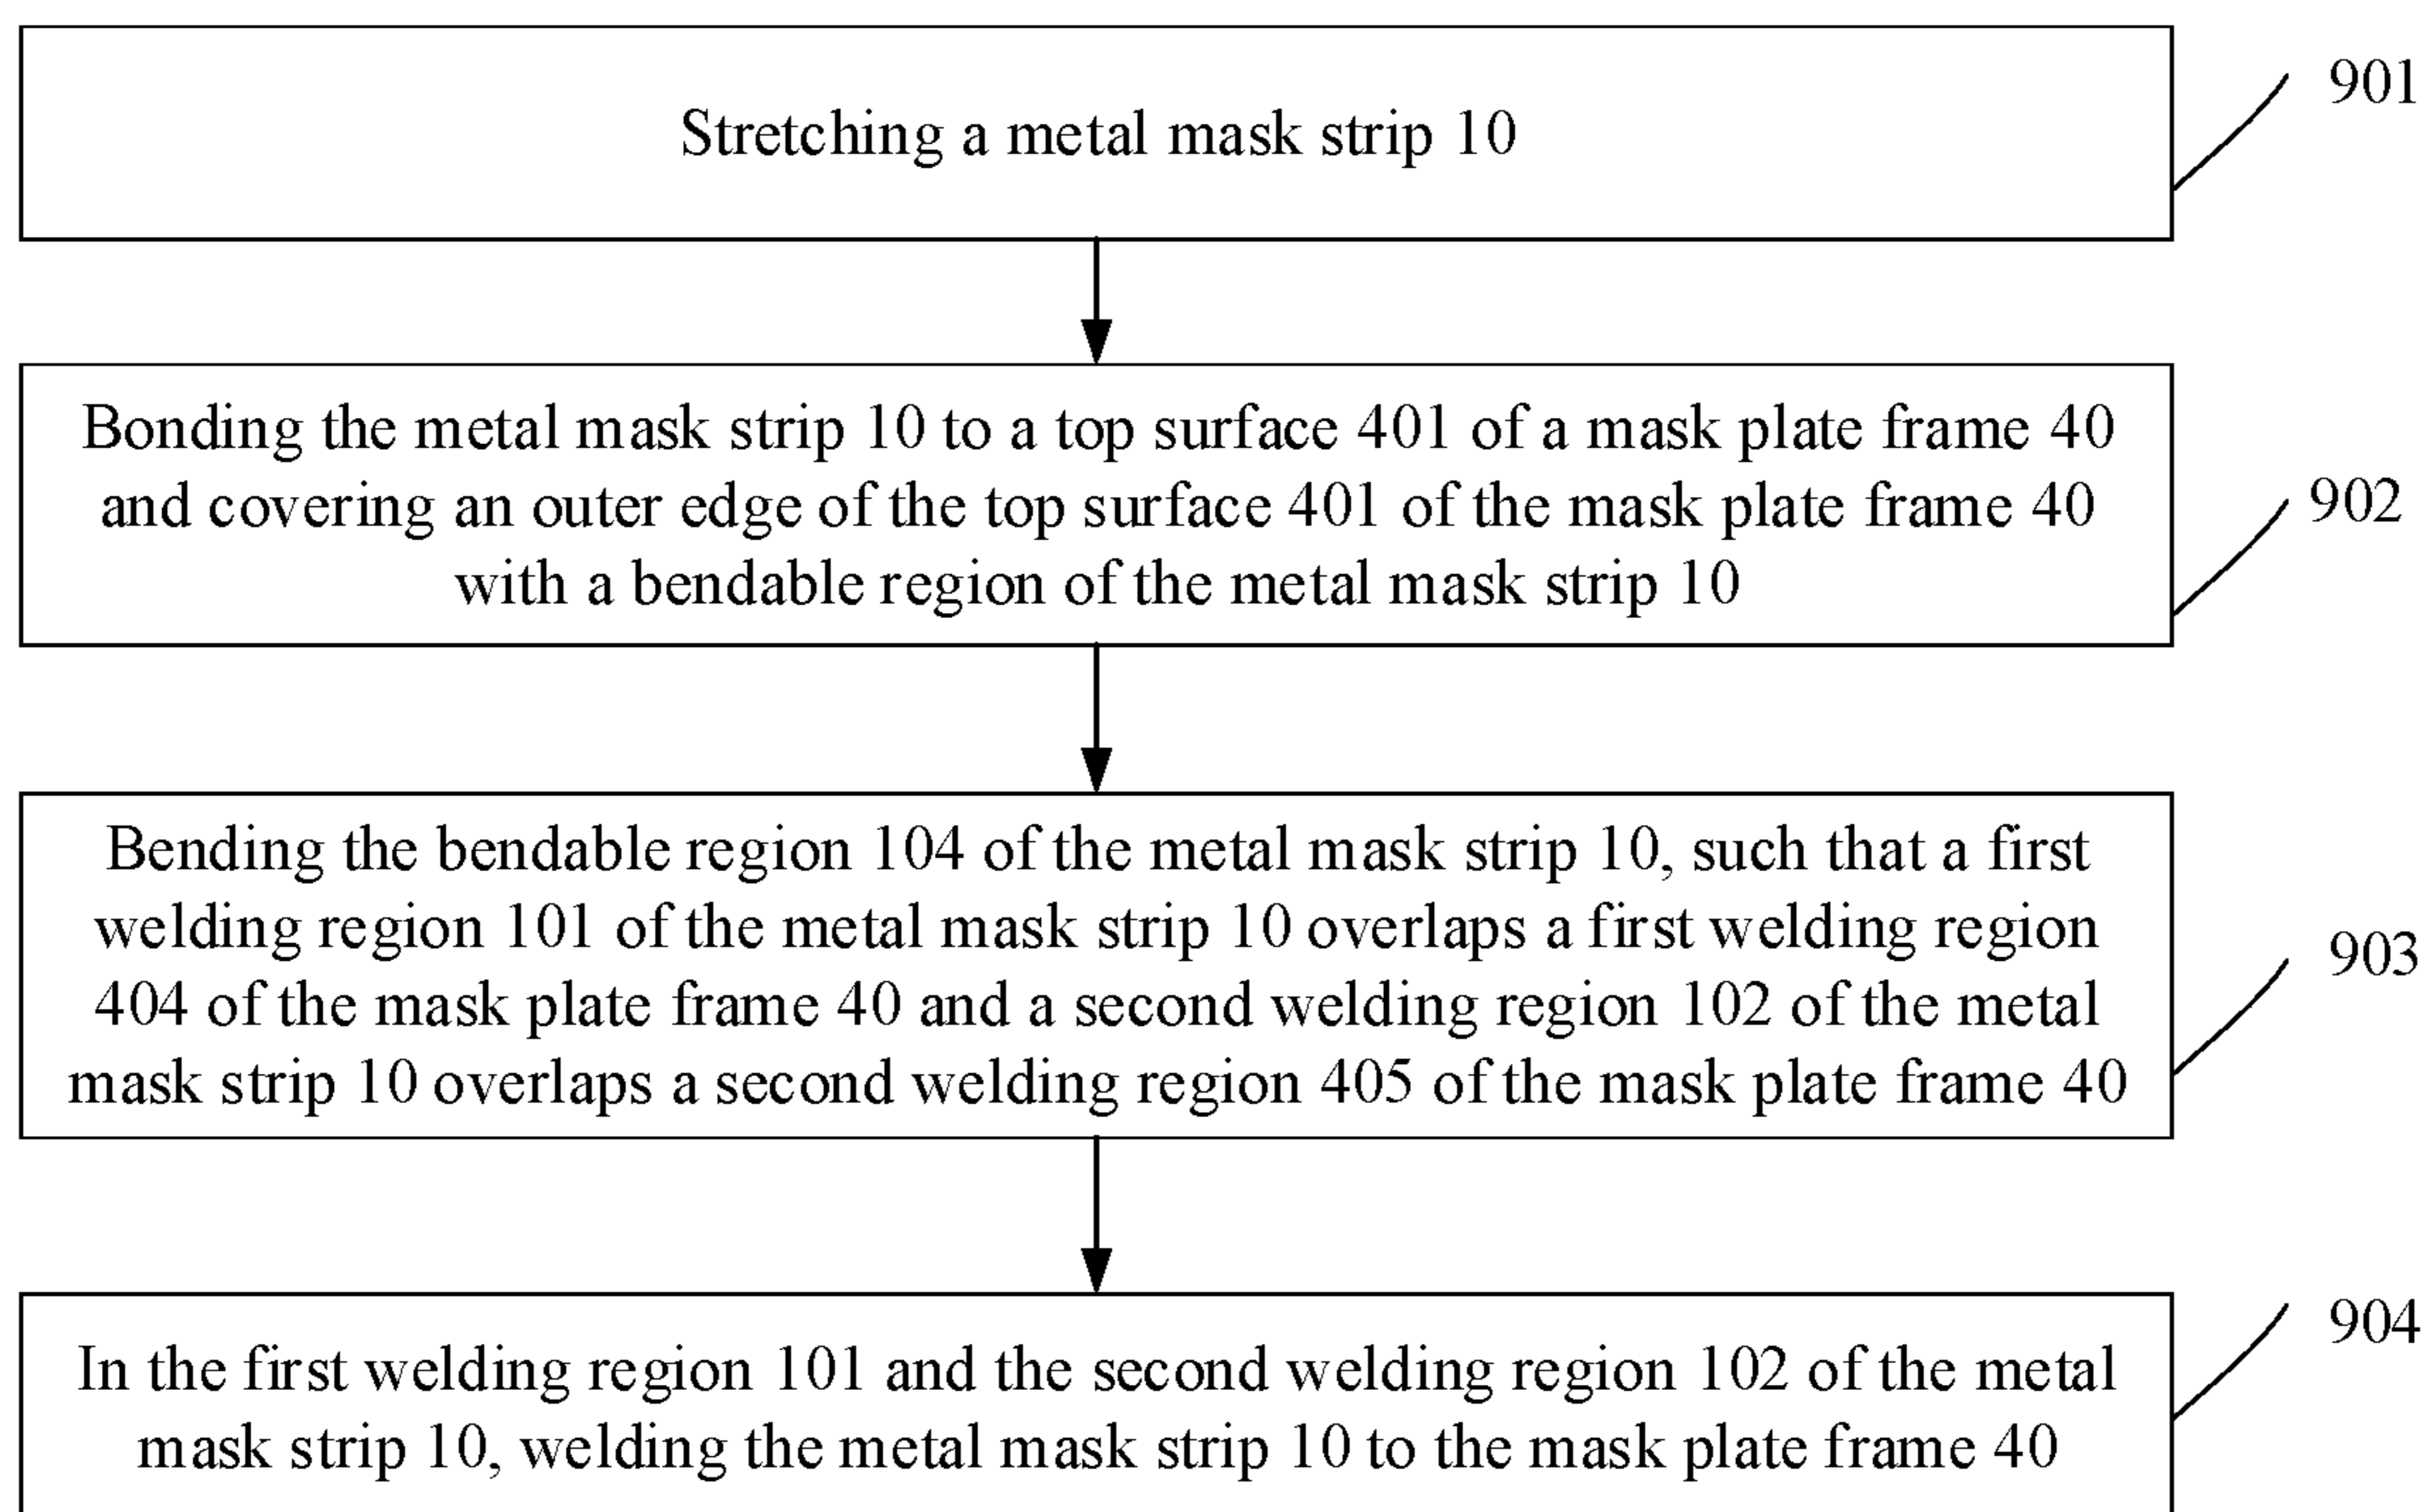 Stretching a metal mask strip 10
901
Bonding the metal mask strip 10 to a top surface 401 of a mask plate frame 40
and covering an outer edge of the top surface 401 of the mask plate frame 40
with a bendable region of the metal mask strip 10
902
Bending the bendable region 104 of the metal mask strip 10, such that a first
welding region 101 of the metal mask strip 10 overlaps a first welding region
404 of the mask plate frame 40 and a second welding region 102 of the metal
mask strip 10 overlaps a second welding region 405 of the mask plate frame 40
903
In the first welding region 101 and the second welding region 102 of the metal
mask strip 10, welding the metal mask strip 10 to the mask plate frame 40
904